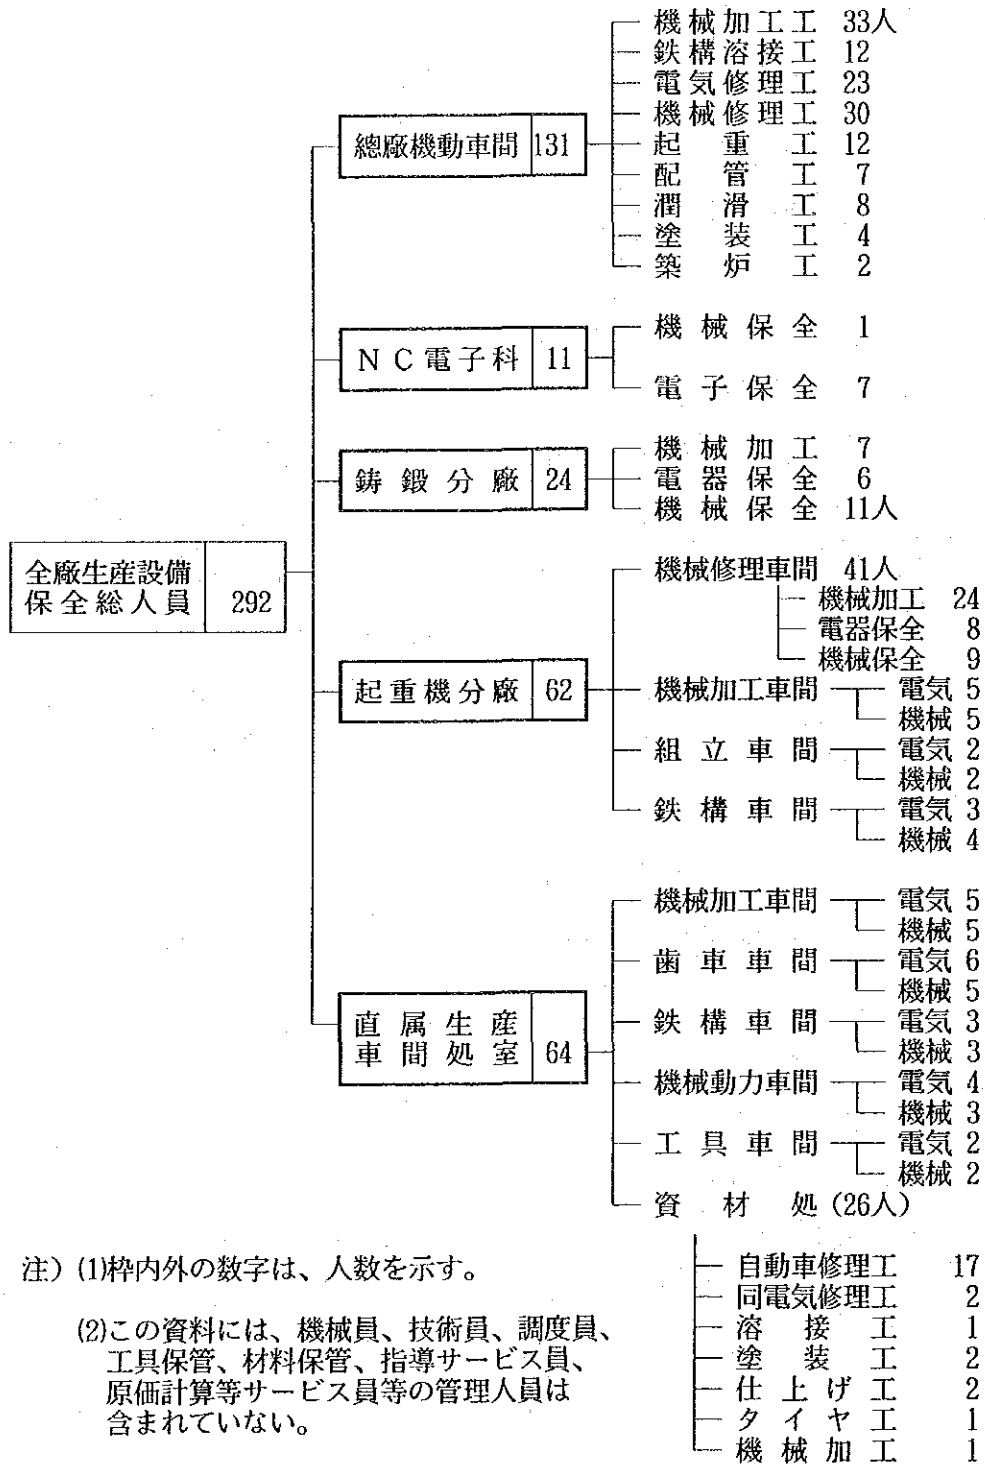 機械加工工 33人
鉄構溶接工 12
電気修理工 23
機械修理工 30
總廠機動車間 131
起重工 12
配管工 7
潤滑工 8
塗装工 4
築炉工 2
NC電子科 11
機械保全 1
電子保全 7
鋳鍛分廠 24
機械加工 7
電器保全 6
機械保全 11人
全廠生産設備
保全総人員 292
起重機分廠 62
機械修理車間 41人
機械加工 24
電器保全 8
機械保全 9
機械加工車間 電気 5
機械 5
組立車間 電気 2
機械 2
鉄構車間 電気 3
機械 4
直属生産
車間処室 64
機械加工車間 電気 5
機械 5
歯車車間 電気 6
機械 5
鉄構車間 電気 3
機械 3
機械動力車間 電気 4
機械 3
工具車間 電気 2
機械 2
資材処 (26人)
自動車修理工 17
同電気修理工 2
溶接工 1
塗装工 2
仕上げ工 2
タイヤ工 1
機械加工 1
注) (1)枠内外の数字は、人数を示す。
(2)この資料には、機械員、技術員、調度員、
工具保管、材料保管、指導サービス員、
原価計算等サービス員等の管理人員は
含まれていない。